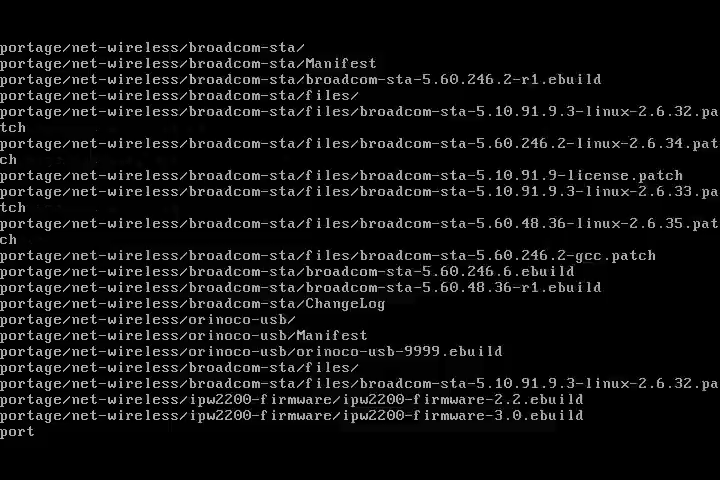 portage/net-wireless/broadcom-sta/
portage/net-wireless/broadcom-sta/Manifest
portage/net-wireless/broadcom-sta/broadcom-sta-5.60.246.2-r1.ebuild
portage/net-wireless/broadcom-sta/files/
portage/net-wireless/broadcom-sta/files/broadcom-sta-5.10.91.9.3-linux-2.6.32.pa
tch
portage/net-wireless/broadcom-sta/files/broadcom-sta-5.60.246.2-linux-2.6.34.pat
ch
portage/net-wireless/broadcom-sta/files/broadcom-sta-5.10.91.9-license.patch
portage/net-wireless/broadcom-sta/files/broadcom-sta-5.10.91.9.3-linux-2.6.33.pa
tch
portage/net-wireless/broadcom-sta/files/broadcom-sta-5.60.48.36-linux-2.6.35.pat
ch
portage/net-wireless/broadcom-sta/files/broadcom-sta-5.60.246.2-gcc.patch
portage/net-wireless/broadcom-sta/broadcom-sta-5.60.246.6.ebuild
portage/net-wireless/broadcom-sta/broadcom-sta-5.60.48.36-r1.ebuild
portage/net-wireless/broadcom-sta/ChangeLog
portage/net-wireless/orinoco-usb/
portage/net-wireless/orinoco-usb/Manifest
portage/net-wireless/orinoco-usb/orinoco-usb-9999.ebuild
portage/net-wireless/broadcom-sta/files/
portage/net-wireless/broadcom-sta/files/broadcom-sta-5.10.91.9.3-linux-2.6.32.pa
portage/net-wireless/ipw2200-firmware/ipw2200-firmware-2.2.ebuild
portage/net-wireless/ipw2200-firmware/ipw2200-firmware-3.0.ebuild
port